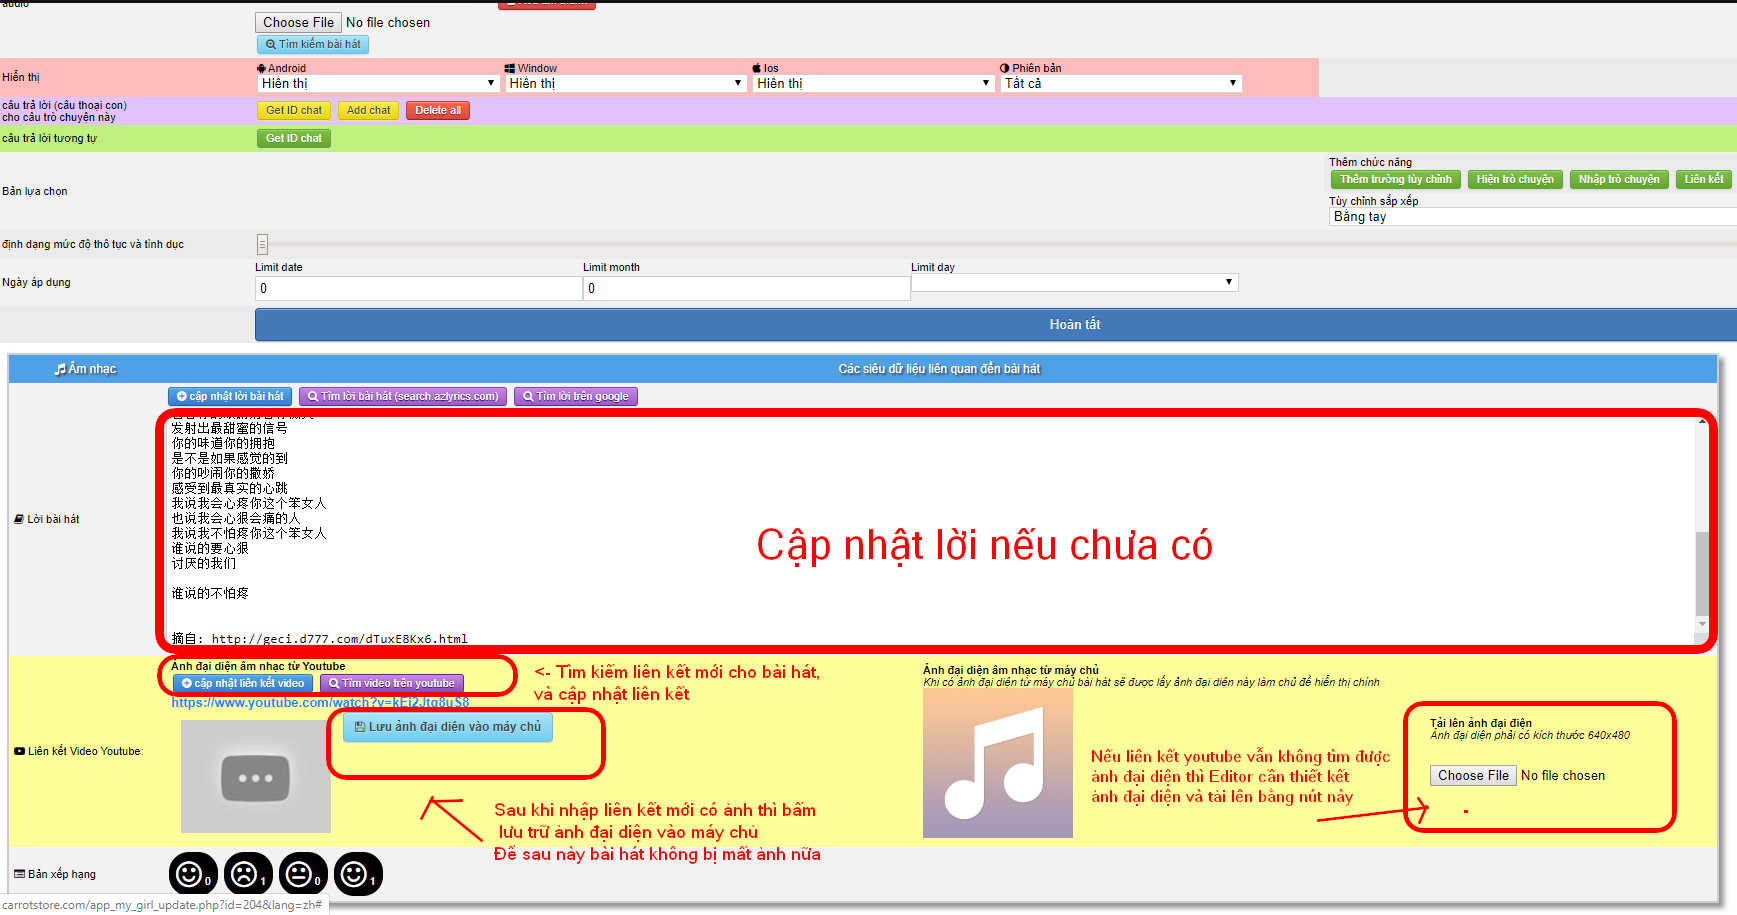 audio
Choose File No file chosen
Tìm kiếm bài hát
Hiển thị
Android
Window
Ios
Phiên bản
Hiển thị
Hiển thị
Hiển thị
Tất cả
câu trả lời (câu thoại con)
cho câu trò chuyện này
Get ID chat
Add chat
Delete all
câu trả lời tương tự
Get ID chat
Bản lựa chọn
Thêm chức năng
Thêm trường tùy chỉnh
Hiện trò chuyện
Nhập trò chuyện
Liên kết
Tùy chỉnh sắp xếp
Bằng tay
định dạng mức độ thô tục và tình dục
Ngày áp dụng
Limit date
Limit month
Limit day
0
0
Hoàn tất
Âm nhạc
Các siêu dữ liệu liên quan đến bài hát
cập nhật lời bài hát
Tìm lời bài hát (search.azlyrics.com)
Tìm lời trên google
Lời bài hát
发射出最甜蜜的信号
你的味道你的拥抱
是不是如果感觉的到
你的吵闹你的撒娇
感受到最真实的心跳
我说我会心疼你这个笨女人
也说我会心狠会痛的人
我说我不怕疼你这个笨女人
谁说的要心狠
讨厌的我们
谁说的不怕疼
摘自: http://geci.d777.com/dTuxE8Kx6.html
Cập nhật lời nếu chưa có
Liên kết Video Youtube:
Ảnh đại diện âm nhạc từ Youtube
cập nhật liên kết video
Tìm video trên youtube
https://www.youtube.com/watch?v=kEj2Jtg8uS8
<- Tìm kiếm liên kết mới cho bài hát,
và cập nhật liên kết
Lưu ảnh đại diện vào máy chủ
Sau khi nhập liên kết mới có ảnh thì bấm
lưu trữ ảnh đại diện vào máy chủ
Để sau này bài hát không bị mất ảnh nữa
Ảnh đại diện âm nhạc từ máy chủ
Khi có ảnh đại diện từ máy chủ bài hát sẽ được lấy ảnh đại diện này làm chủ để hiển thị chính
Nếu liên kết youtube vẫn không tìm được
ảnh đại diện thì Editor cần thiết kết
ảnh đại diện và tải lên bằng nút này
Tải lên ảnh đại điện
Ảnh đại diện phải có kích thước 640x480
Choose File No file chosen
Bản xếp hạng
0
1
0
1
carrotstore.com/app_my_girl_update.php?id=204&lang=zh#